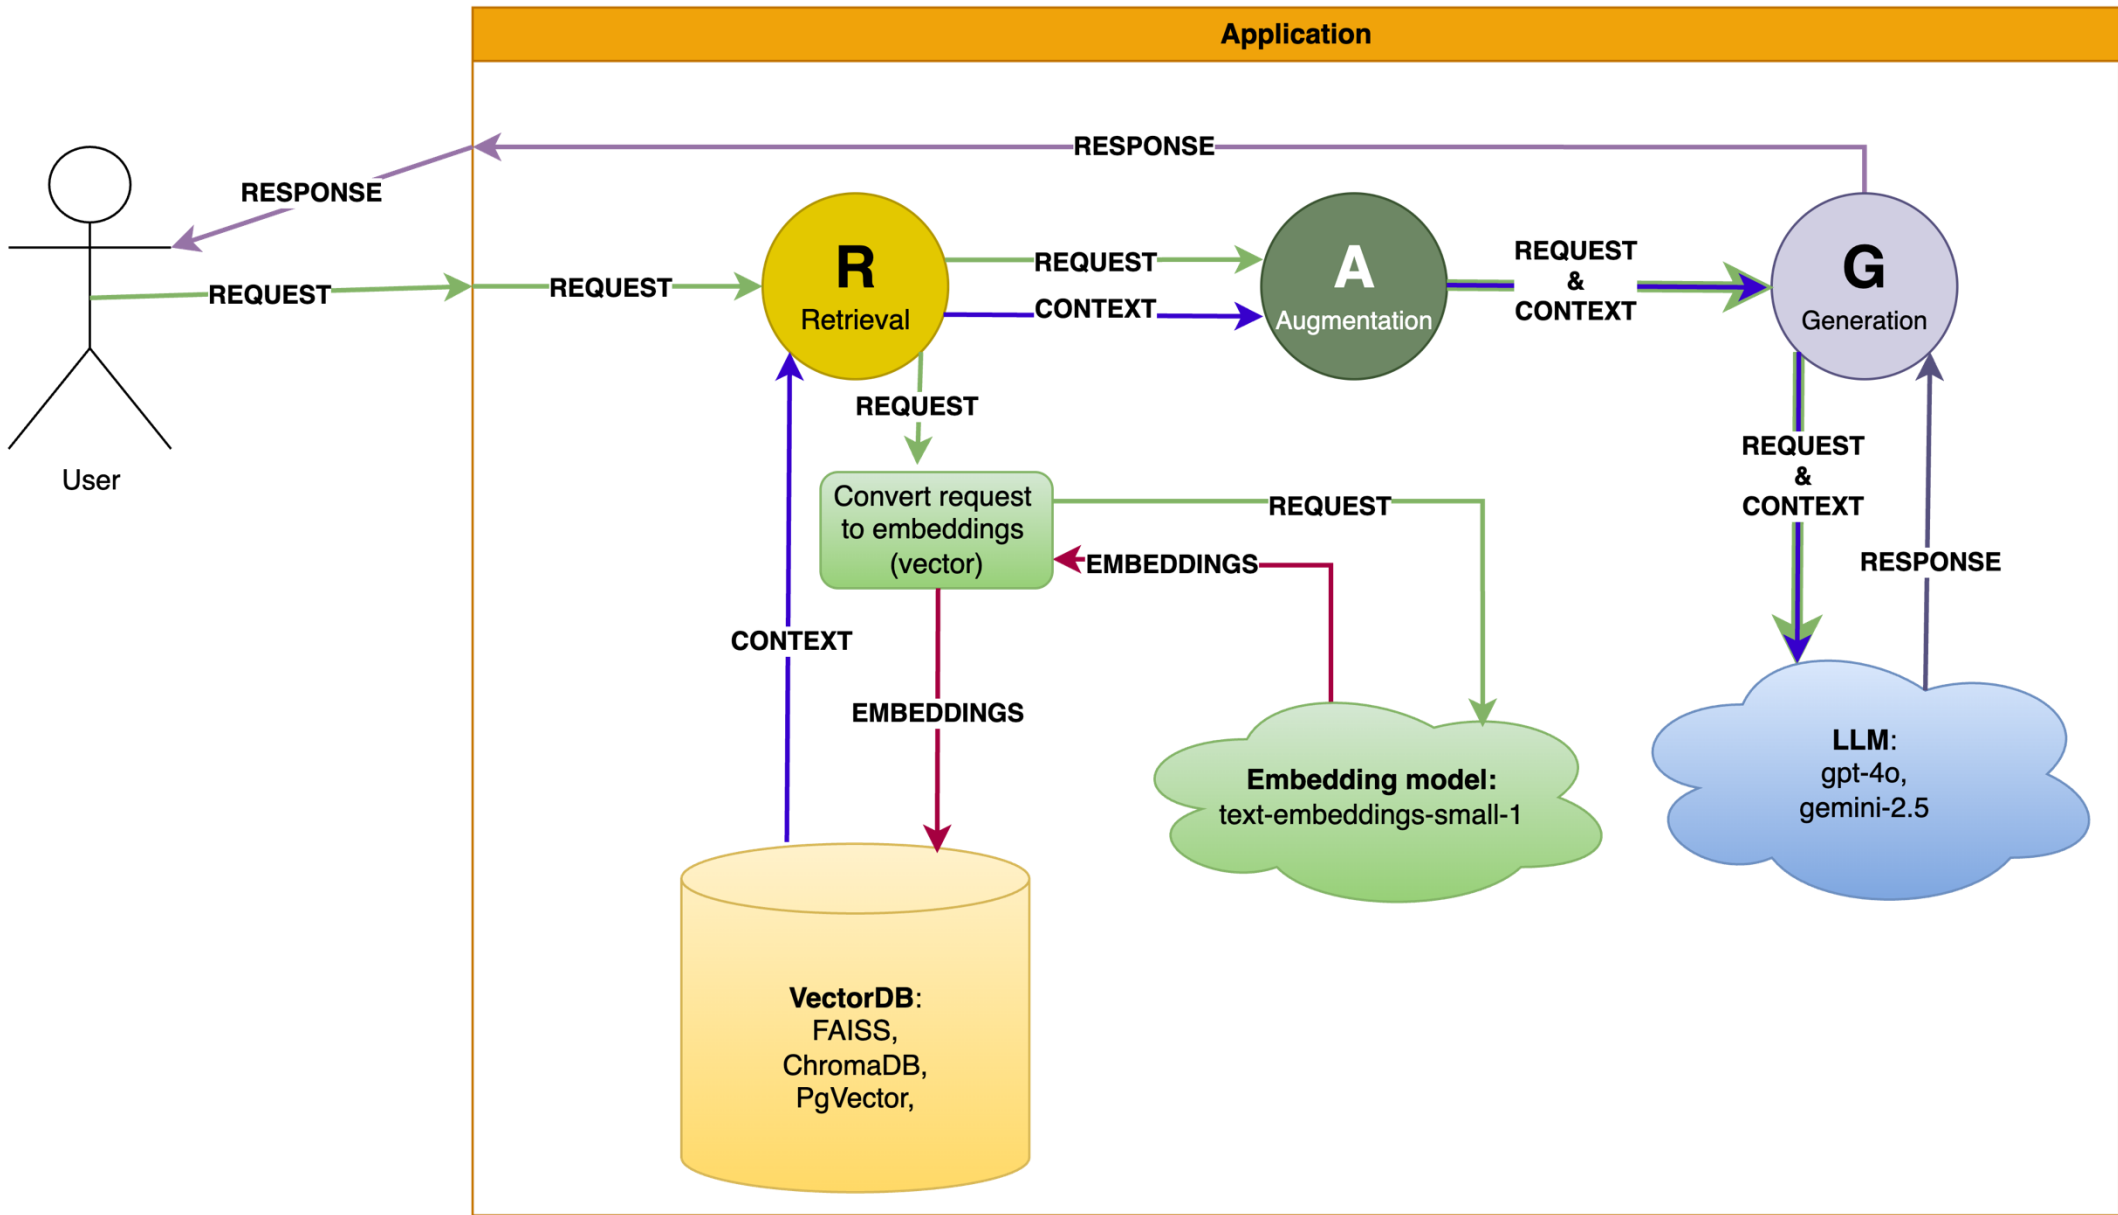 Application
RESPONSE
RESPONSE
REQUEST
User
REQUEST
R
Retrieval
REQUEST
CONTEXT
A
Augmentation
REQUEST
&
CONTEXT
G
Generation
REQUEST
Convert request
to embeddings
(vector)
REQUEST
EMBEDDINGS
CONTEXT
EMBEDDINGS
REQUEST
&
CONTEXT
RESPONSE
Embedding model:
text-embeddings-small-1
LLM:
gpt-4o,
gemini-2.5
VectorDB:
FAISS,
ChromaDB,
PgVector,